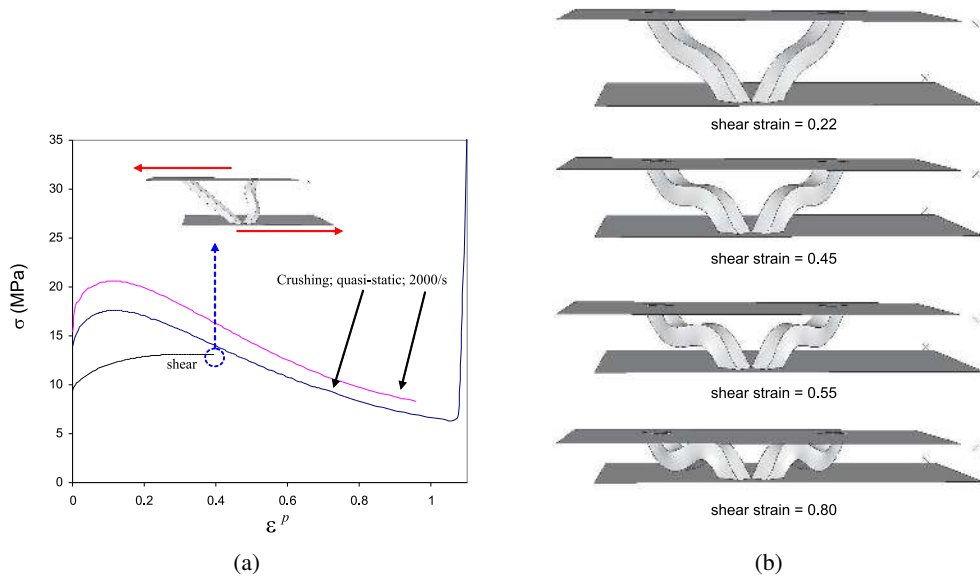 35
30
25
20
15
10
5
0
σ (MPa)
0
0.2
0.4
0.6
0.8
1
ε p
Crushing; quasi-static; 2000/s
shear
(a)
shear strain = 0.22
shear strain = 0.45
shear strain = 0.55
shear strain = 0.80
(b)